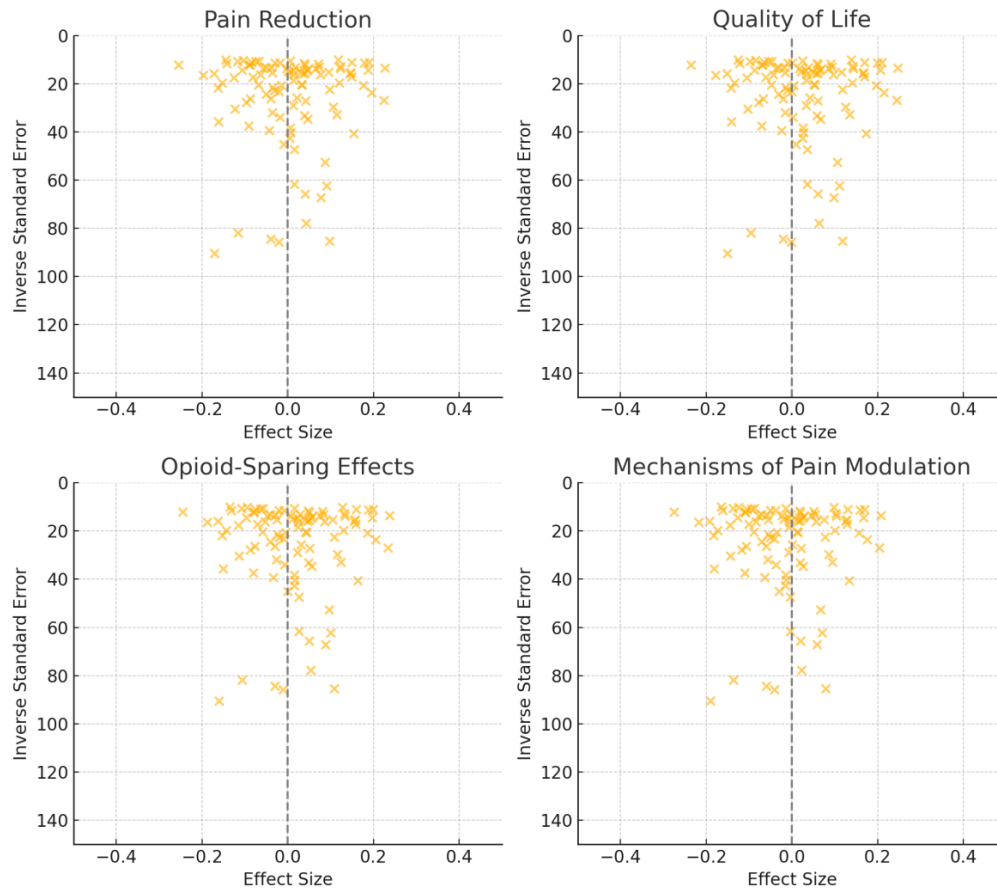 Pain Reduction
0
20
40
60
80
100
120
140
Inverse Standard Error
−0.4 −0.2 0.0 0.2 0.4
Effect Size
Quality of Life
0
20
40
60
80
100
120
140
Inverse Standard Error
−0.4 −0.2 0.0 0.2 0.4
Effect Size
Opioid-Sparing Effects
0
20
40
60
80
100
120
140
Inverse Standard Error
−0.4 −0.2 0.0 0.2 0.4
Effect Size
Mechanisms of Pain Modulation
0
20
40
60
80
100
120
140
Inverse Standard Error
−0.4 −0.2 0.0 0.2 0.4
Effect Size